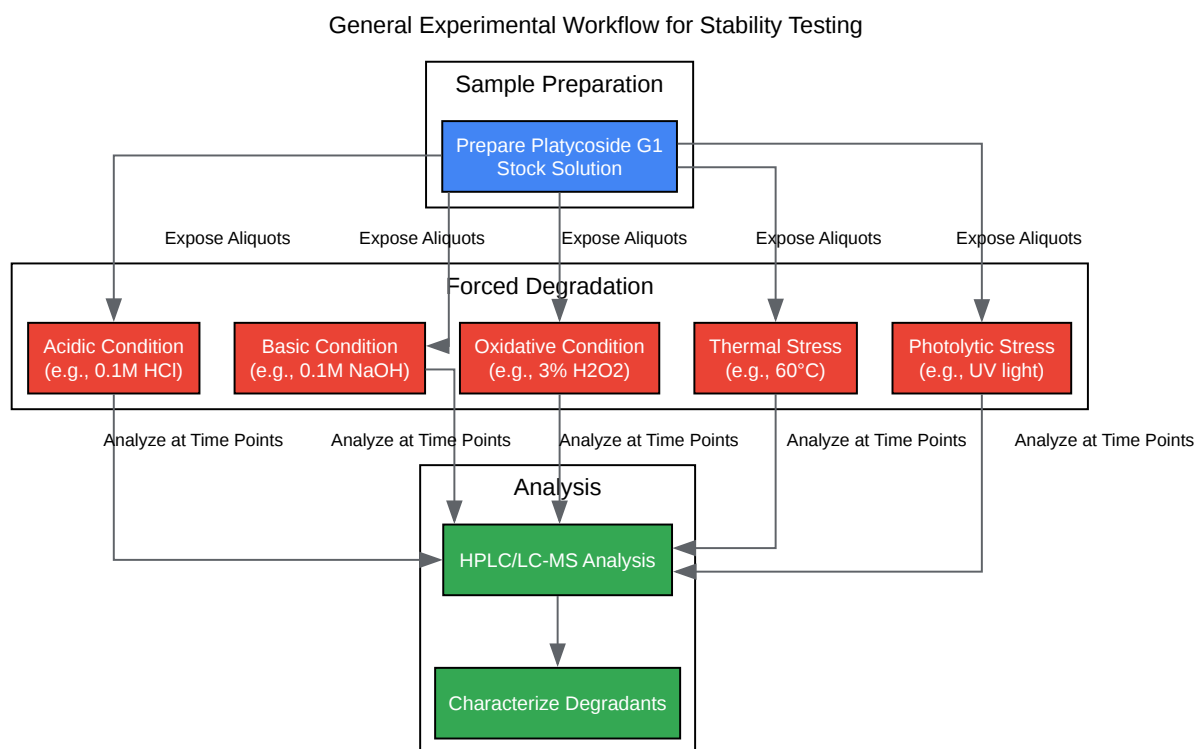 General Experimental Workflow for Stability Testing
Sample Preparation
Prepare Platycoside G1
Stock Solution
Expose Aliquots
Expose Aliquots
Expose Aliquots
Expose Aliquots
Expose Aliquots
Forced Degradation
Acidic Condition
(e.g., 0.1M HCl)
Basic Condition
(e.g., 0.1M NaOH)
Oxidative Condition
(e.g., 3% H2O2)
Thermal Stress
(e.g., 60°C)
Photolytic Stress
(e.g., UV light)
Analyze at Time Points
Analyze at Time Points
Analyze at Time Points
Analyze at Time Points
Analyze at Time Points
Analysis
HPLC/LC-MS Analysis
Characterize Degradants